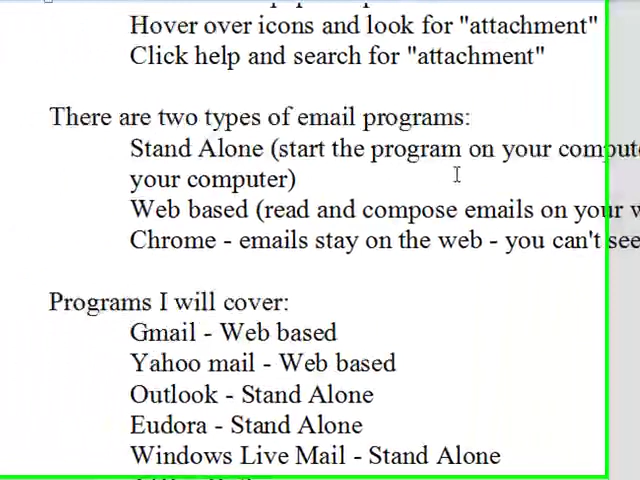 Hover over icons and look for "attachment"
Click help and search for "attachment"
There are two types of email programs:
Stand Alone (start the program on your compute
your computer)
Web based (read and compose emails on your w
Chrome - emails stay on the web - you can't see
Programs I will cover:
Gmail - Web based
Yahoo mail - Web based
Outlook - Stand Alone
Eudora - Stand Alone
Windows Live Mail - Stand Alone